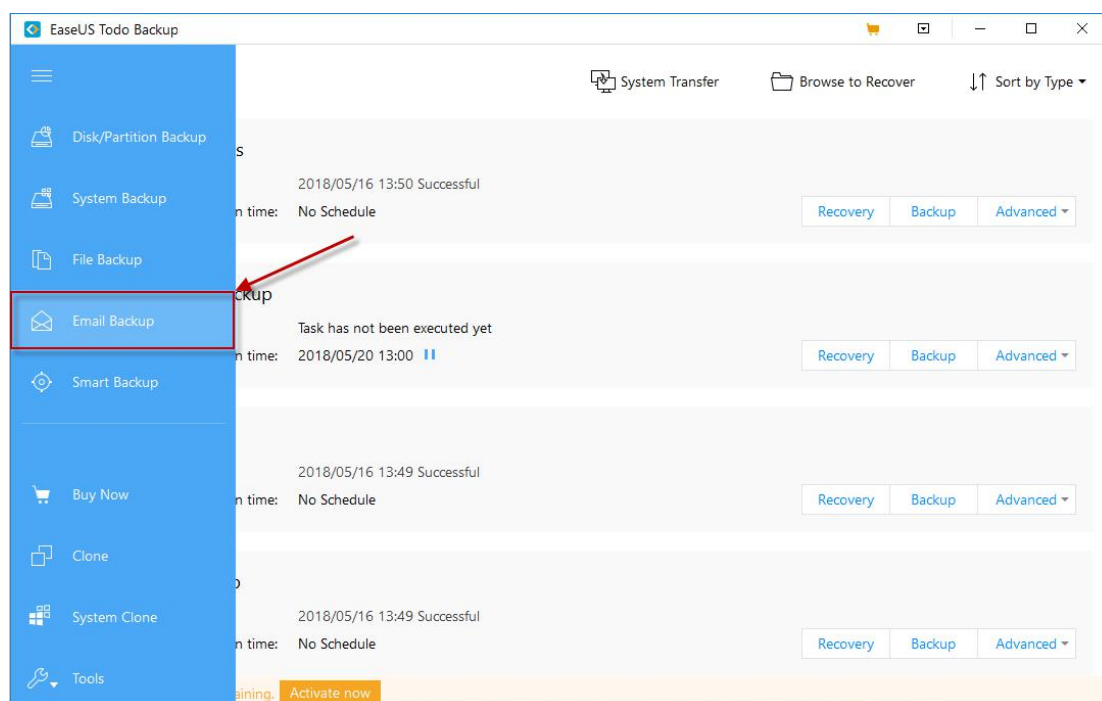 EaseUS Todo Backup
System Transfer
Browse to Recover
Sort by Type
Disk/Partition Backup
System Backup
File Backup
Email Backup
Smart Backup
Buy Now
Clone
System Clone
Tools
s
2018/05/16 13:50 Successful
n time: No Schedule
Recovery Backup Advanced
ckup
Task has not been executed yet
n time: 2018/05/20 13:00
Recovery Backup Advanced
2018/05/16 13:49 Successful
n time: No Schedule
Recovery Backup Advanced
2018/05/16 13:49 Successful
n time: No Schedule
Recovery Backup Advanced
aining. Activate now